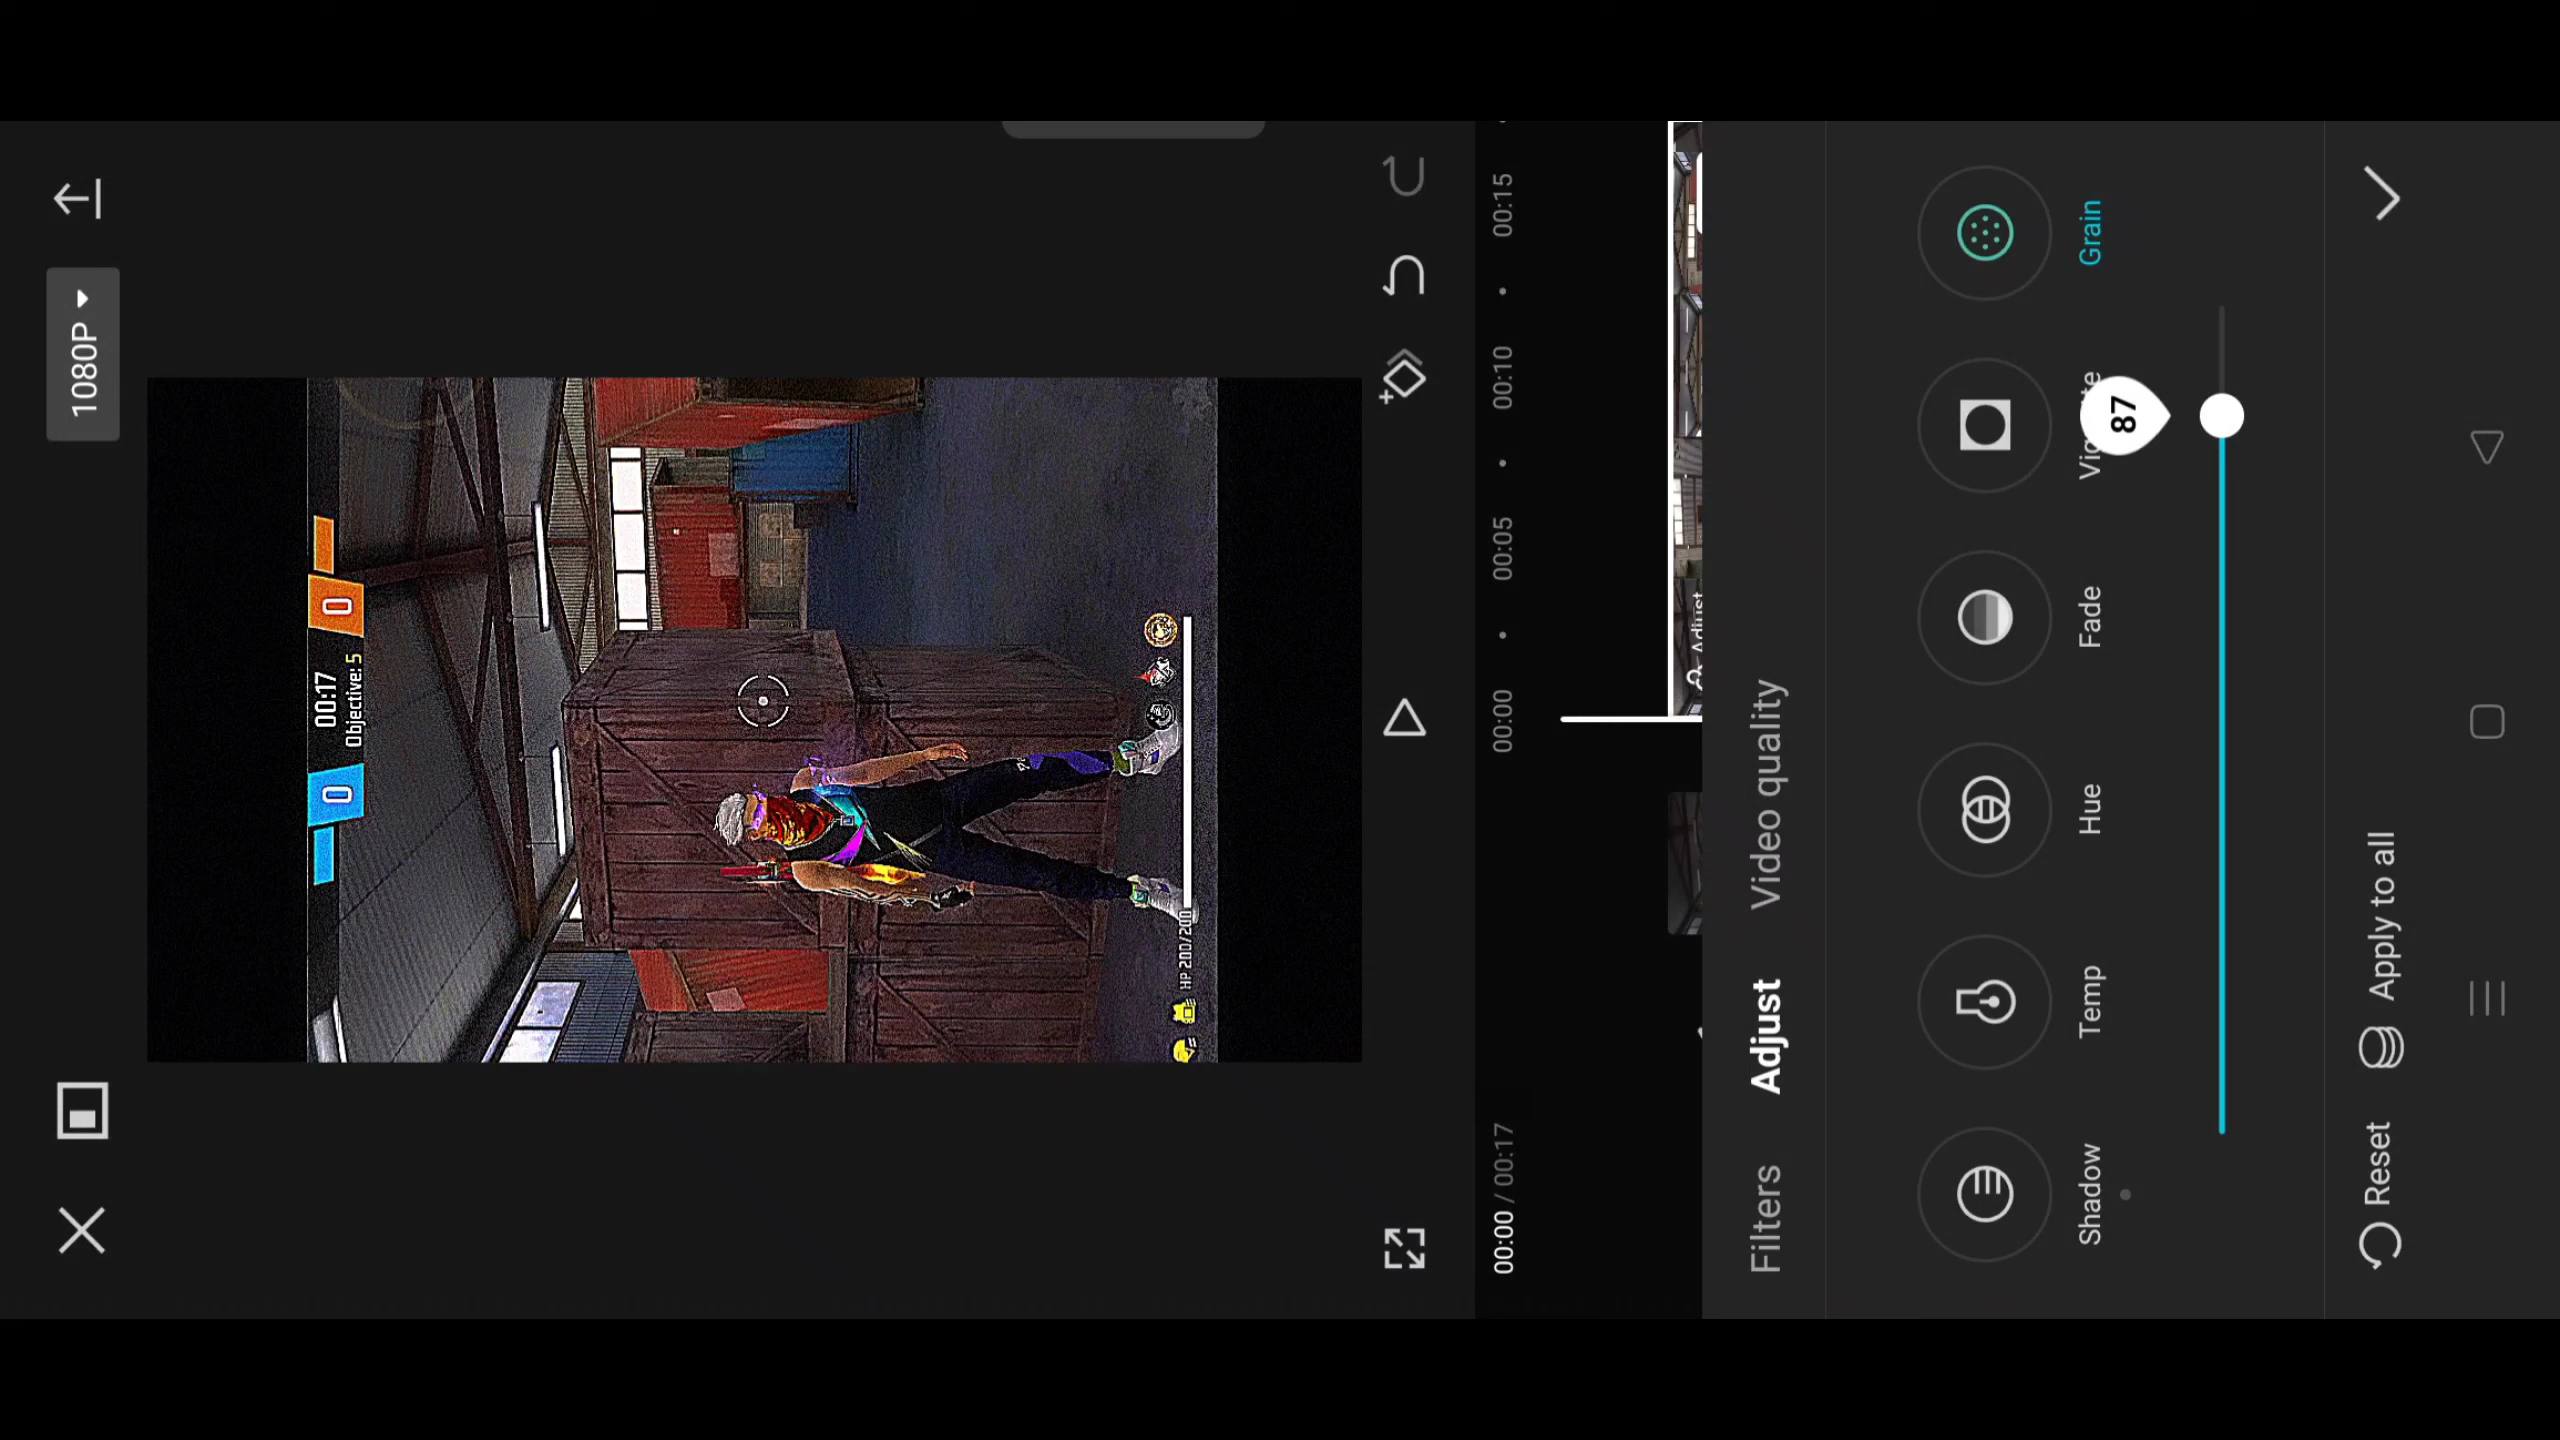 1080P
0
00:17
Objective: 5
0
HP 200/200
00:00 / 00:17
00:00
00:05
00:10
00:15
Adjust
Filters
Adjust
Video quality
Shadow
Temp
Hue
Fade
Grain
87
Reset
Apply to all